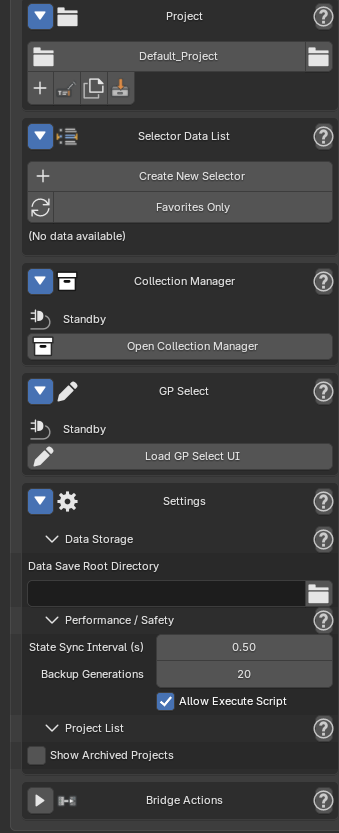 Project
Default_Project
Selector Data List
Create New Selector
Favorites Only
(No data available)
Collection Manager
Standby
Open Collection Manager
GP Select
Standby
Load GP Select UI
Settings
Data Storage
Data Save Root Directory
Performance / Safety
State Sync Interval (s) 0.50
Backup Generations 20
Allow Execute Script
Project List
Show Archived Projects
Bridge Actions